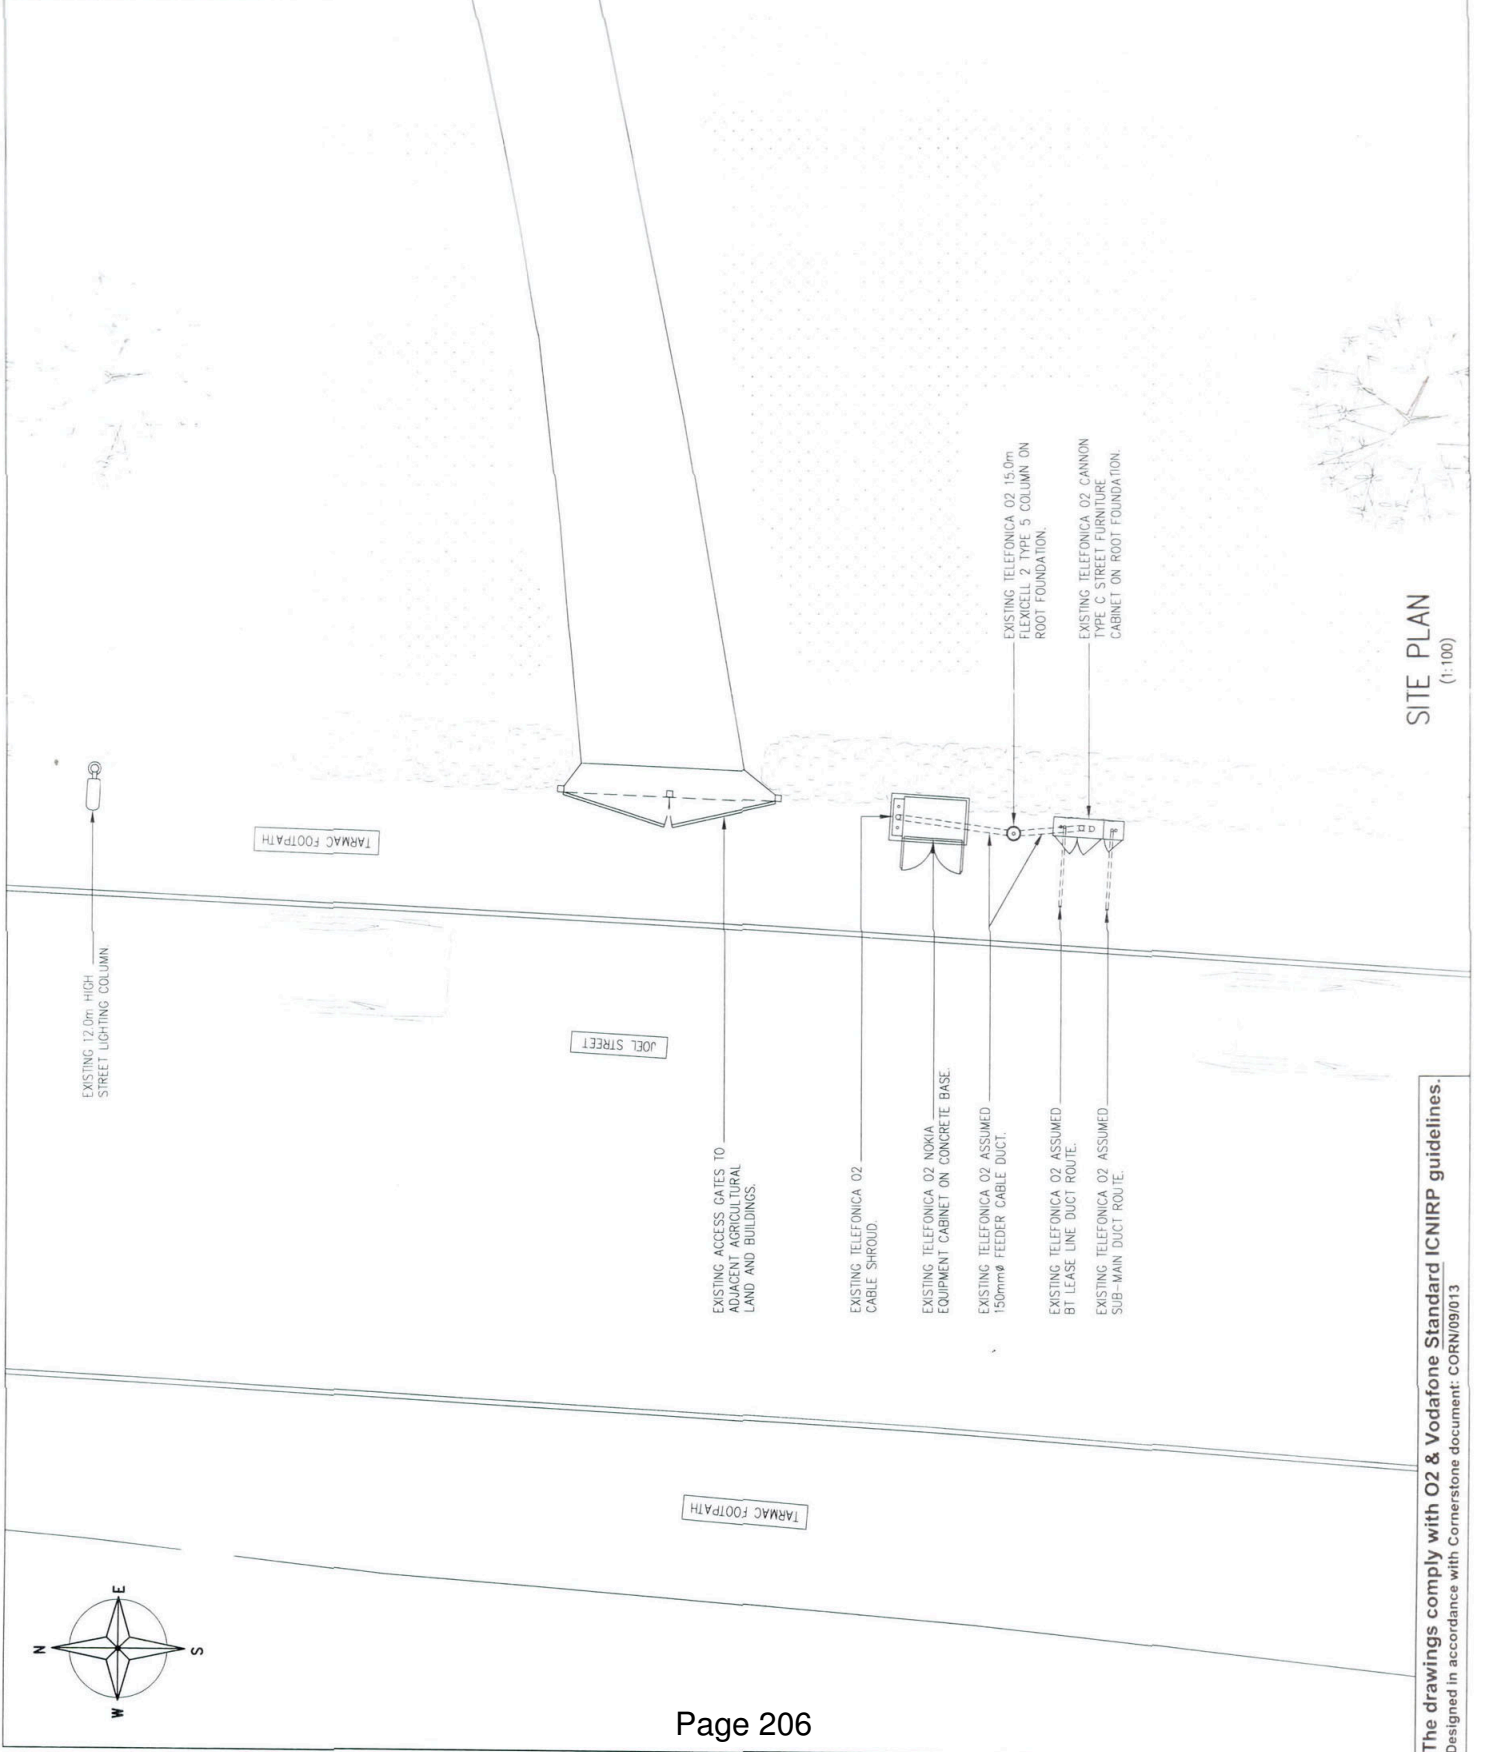 EXISTING 12.0m HIGH
STREET LIGHTING COLUMN
TARMAC FOOTPATH
JOEL STREET
EXISTING ACCESS GATES TO
ADJACENT AGRICULTURAL
LAND AND BUILDINGS.
EXISTING TELEFONICA O2
CABLE SHROUD.
EXISTING TELEFONICA O2 NOKIA
EQUIPMENT CABINET ON CONCRETE BASE.
EXISTING TELEFONICA O2 ASSUMED
150mmø FEEDER CABLE DUCT.
EXISTING TELEFONICA O2 ASSUMED
BT LEASE LINE DUCT ROUTE.
EXISTING TELEFONICA O2 ASSUMED
SUB-MAIN DUCT ROUTE.
EXISTING TELEFONICA O2 15.0m
FLEXICELL 2 TYPE 5 COLUMN ON
ROOT FOUNDATION.
EXISTING TELEFONICA O2 CANNON
TYPE C STREET FURNITURE
CABINET ON ROOT FOUNDATION.
TARMAC FOOTPATH
N
E
S
W
SITE PLAN
(1:100)
The drawings comply with O2 & Vodafone Standard ICNIRP guidelines.
Designed in accordance with Cornerstone document: CORN/09/013
Page 206